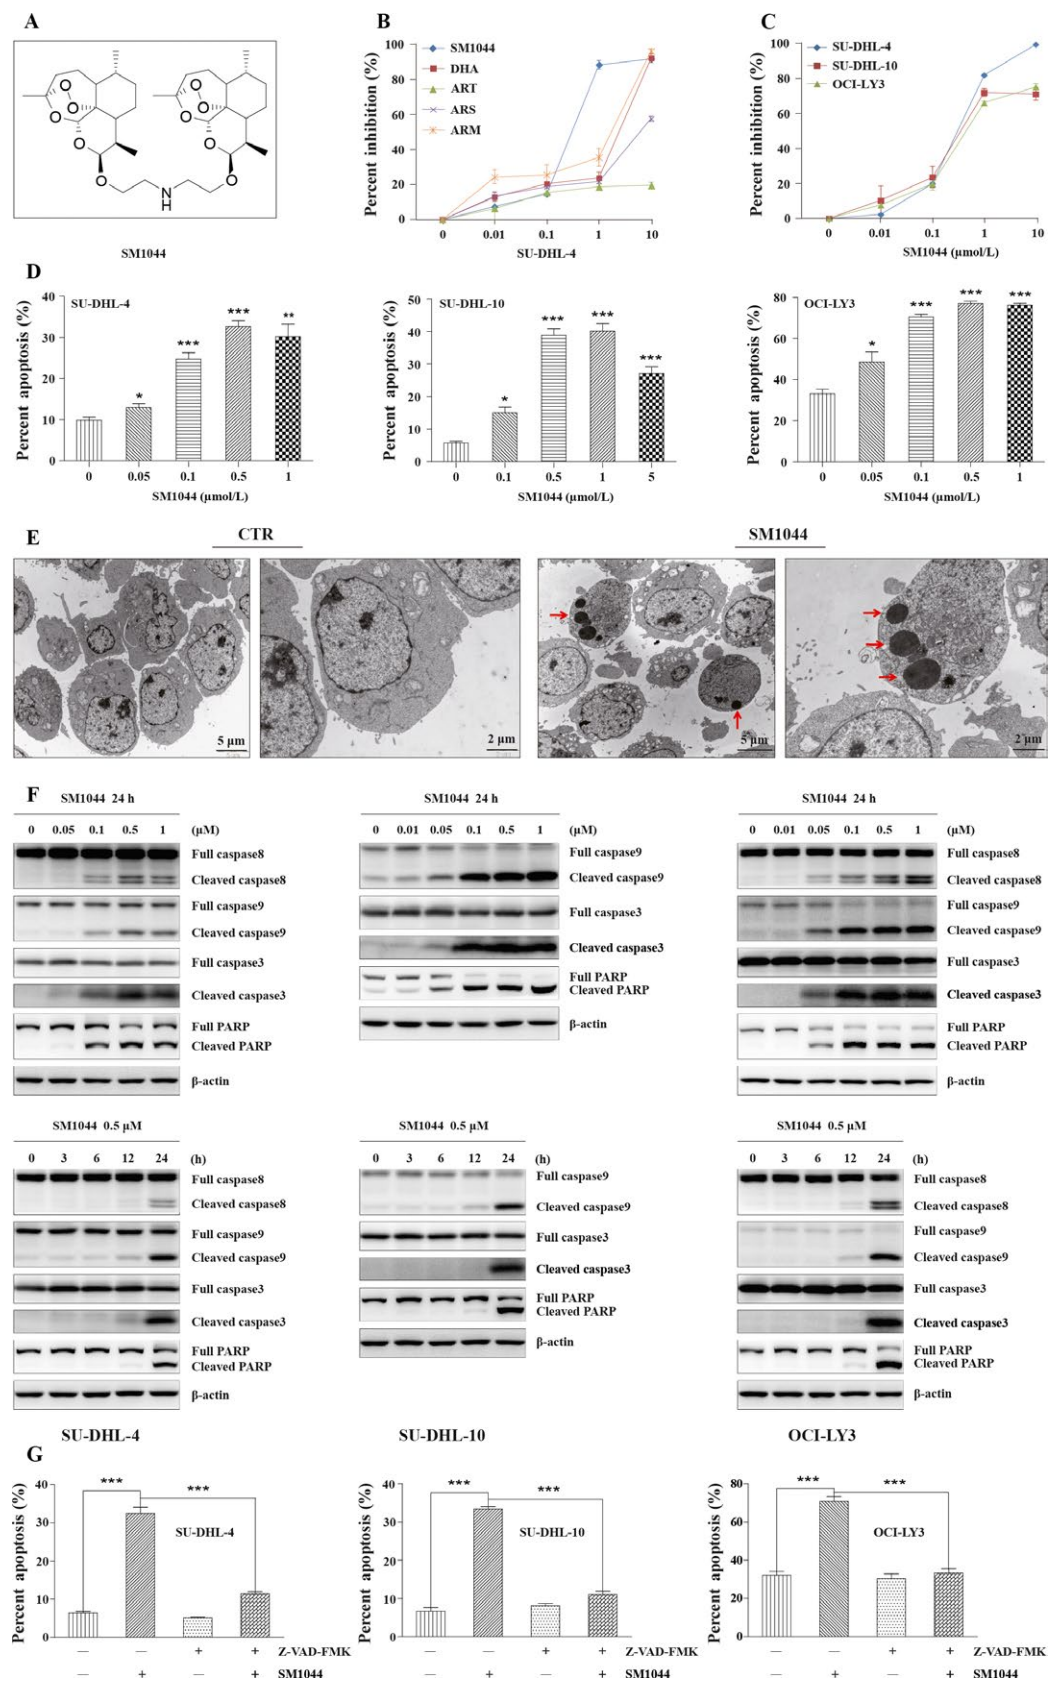 A
O O O O O O
O O
O O
N
H
SM1044
B
Percent inhibition (%)
100
80
60
40
20
0
SM1044
DHA
ART
ARS
ARM
0 0.01 0.1 1 10
SU-DHL-4
C
Percent inhibition (%)
100
80
60
40
20
0
SU-DHL-4
SU-DHL-10
OCI-LY3
0 0.01 0.1 1 10
SM1044 (µmol/L)
D
Percent apoptosis (%)
40
30
20
10
0
SU-DHL-4
* *** *** **
0 0.05 0.1 0.5 1
SM1044 (µmol/L)
Percent apoptosis (%)
50
40
30
20
10
0
SU-DHL-10
* *** *** ***
0 0.1 0.5 1 5
SM1044 (µmol/L)
Percent apoptosis (%)
80
60
40
20
0
OCI-LY3
* *** *** ***
0 0.05 0.1 0.5 1
SM1044 (µmol/L)
E
CTR
SM1044
5 µm
2 µm
5 µm
2 µm
F
SM1044 24 h
0 0.05 0.1 0.5 1 (µM)
Full caspase8
Cleaved caspase8
Full caspase9
Cleaved caspase9
Full caspase3
Cleaved caspase3
Full PARP
Cleaved PARP
β-actin
SM1044 24 h
0 0.01 0.05 0.1 0.5 1 (µM)
Full caspase9
Cleaved caspase9
Full caspase3
Cleaved caspase3
Full PARP
Cleaved PARP
β-actin
SM1044 24 h
0 0.01 0.05 0.1 0.5 1 (µM)
Full caspase8
Cleaved caspase8
Full caspase9
Cleaved caspase9
Full caspase3
Cleaved caspase3
Full PARP
Cleaved PARP
β-actin
SM1044 0.5 µM
0 3 6 12 24 (h)
Full caspase8
Cleaved caspase8
Full caspase9
Cleaved caspase9
Full caspase3
Cleaved caspase3
Full PARP
Cleaved PARP
β-actin
SU-DHL-4
SM1044 0.5 µM
0 3 6 12 24 (h)
Full caspase9
Cleaved caspase9
Full caspase3
Cleaved caspase3
Full PARP
Cleaved PARP
β-actin
SU-DHL-10
SM1044 0.5 µM
0 3 6 12 24 (h)
Full caspase8
Cleaved caspase8
Full caspase9
Cleaved caspase9
Full caspase3
Cleaved caspase3
Full PARP
Cleaved PARP
β-actin
OCI-LY3
G
Percent apoptosis (%)
40
30
20
10
0
*** ***
SU-DHL-4
— — + + Z-VAD-FMK
— + — + SM1044
Percent apoptosis (%)
40
30
20
10
0
*** ***
SU-DHL-10
— — + + Z-VAD-FMK
— + — + SM1044
Percent apoptosis (%)
80
60
40
20
0
*** ***
OCI-LY3
— — + + Z-VAD-FMK
— + — + SM1044